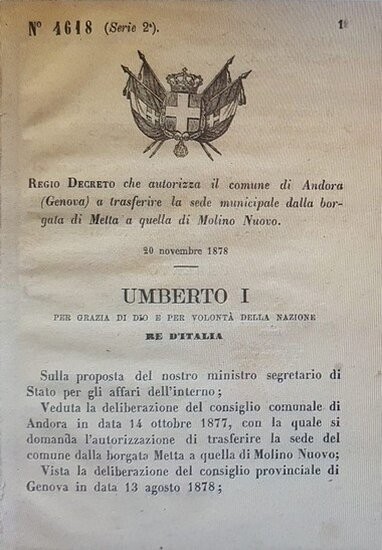 Nº 4618 (Serie 2ª). 1
REGIO DECRETO che autorizza il comune di Andora
(Genova) a trasferire la sede municipale dalla bor-
gata di Metta a quella di Molino Nuovo.
20 novembre 1878
UMBERTO I
PER GRAZIA DI DIO E PER VOLONTÀ DELLA NAZIONE
RE D'ITALIA
Sulla proposta del nostro ministro segretario di
Stato per gli affari dell'interno;
Veduta la deliberazione del consiglio comunale di
Andora in data 14 ottobre 1877, con la quale si
domanda l'autorizzazione di trasferire la sede del
comune dalla borgata Metta a quella di Molino Nuovo;
Vista la deliberazione del consiglio provinciale di
Genova in data 13 agosto 1878;